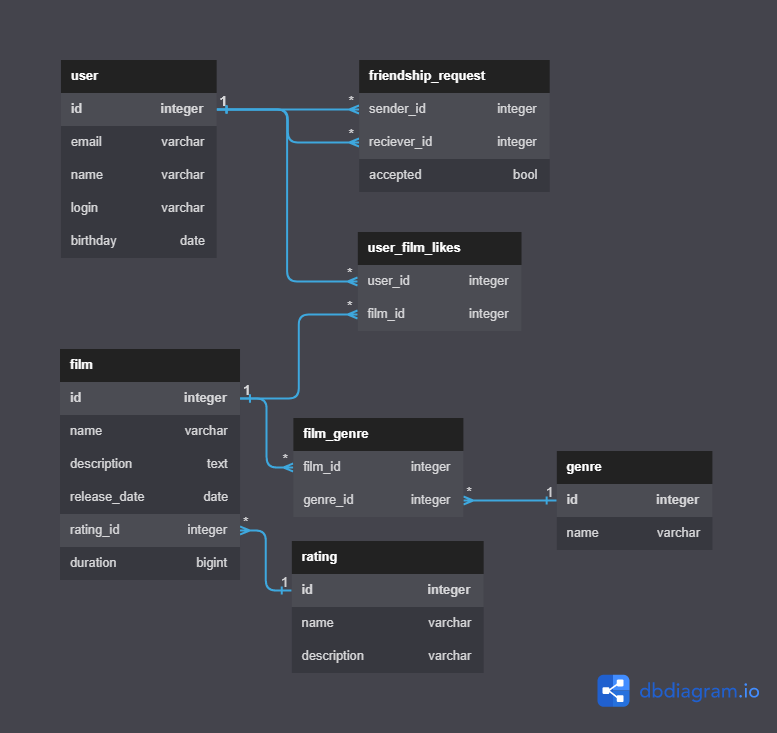 user
id integer
email varchar
name varchar
login varchar
birthday date
1
friendship_request
* sender_id integer
* reciever_id integer
accepted bool
user_film_likes
* user_id integer
* film_id integer
film
id integer
name varchar
description text
release_date date
rating_id integer
duration bigint
1
*
film_genre
* film_id integer
genre_id integer
* 1
genre
id integer
name varchar
rating
1 id integer
name varchar
description varchar
dbdiagram.io